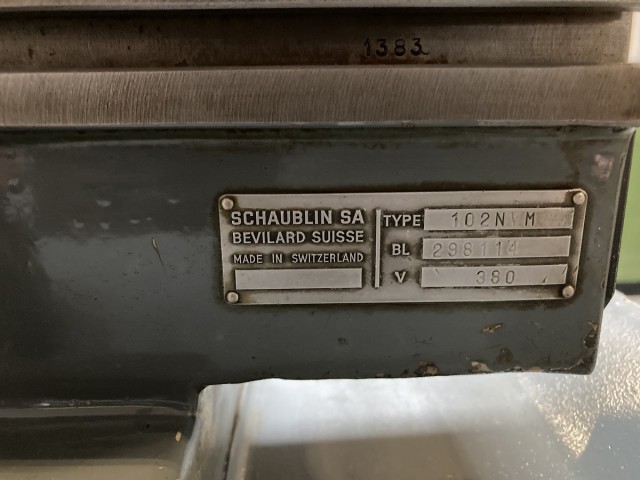 1383
SCHAUBLIN SA
BEVILARD SUISSE
MADE IN SWITZERLAND
TYPE 102N M
BL 298114
V 380